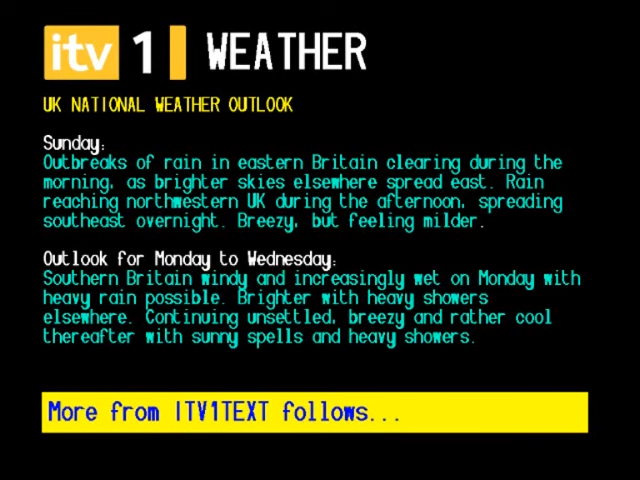 itv 1 WEATHER
UK NATIONAL WEATHER OUTLOOK
Sunday:
Outbreaks of rain in eastern Britain clearing during the
morning, as brighter skies elsewhere spread east. Rain
reaching northwestern UK during the afternoon, spreading
southeast overnight. Breezy, but feeling milder.
Outlook for Monday to Wednesday:
Southern Britain windy and increasingly wet on Monday with
heavy rain possible. Brighter with heavy showers
elsewhere. Continuing unsettled, breezy and rather cool
thereafter with sunny spells and heavy showers.
More from ITV1TEXT follows...